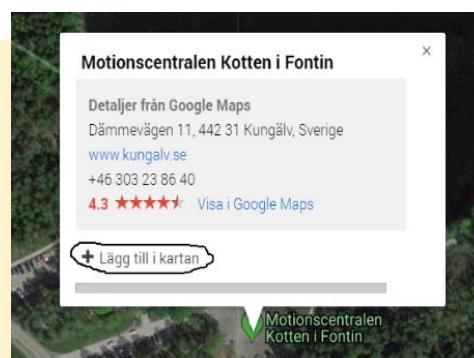 Motionscentralen Kotten i Fontin
Detaljer från Google Maps
Dämmevägen 11, 442 31 Kungälv, Sverige
www.kungalv.se
+46 303 23 86 40
4.3 Visa i Google Maps
+ Lägg till i kartan
Motionscentralen
Kotten i Fontin